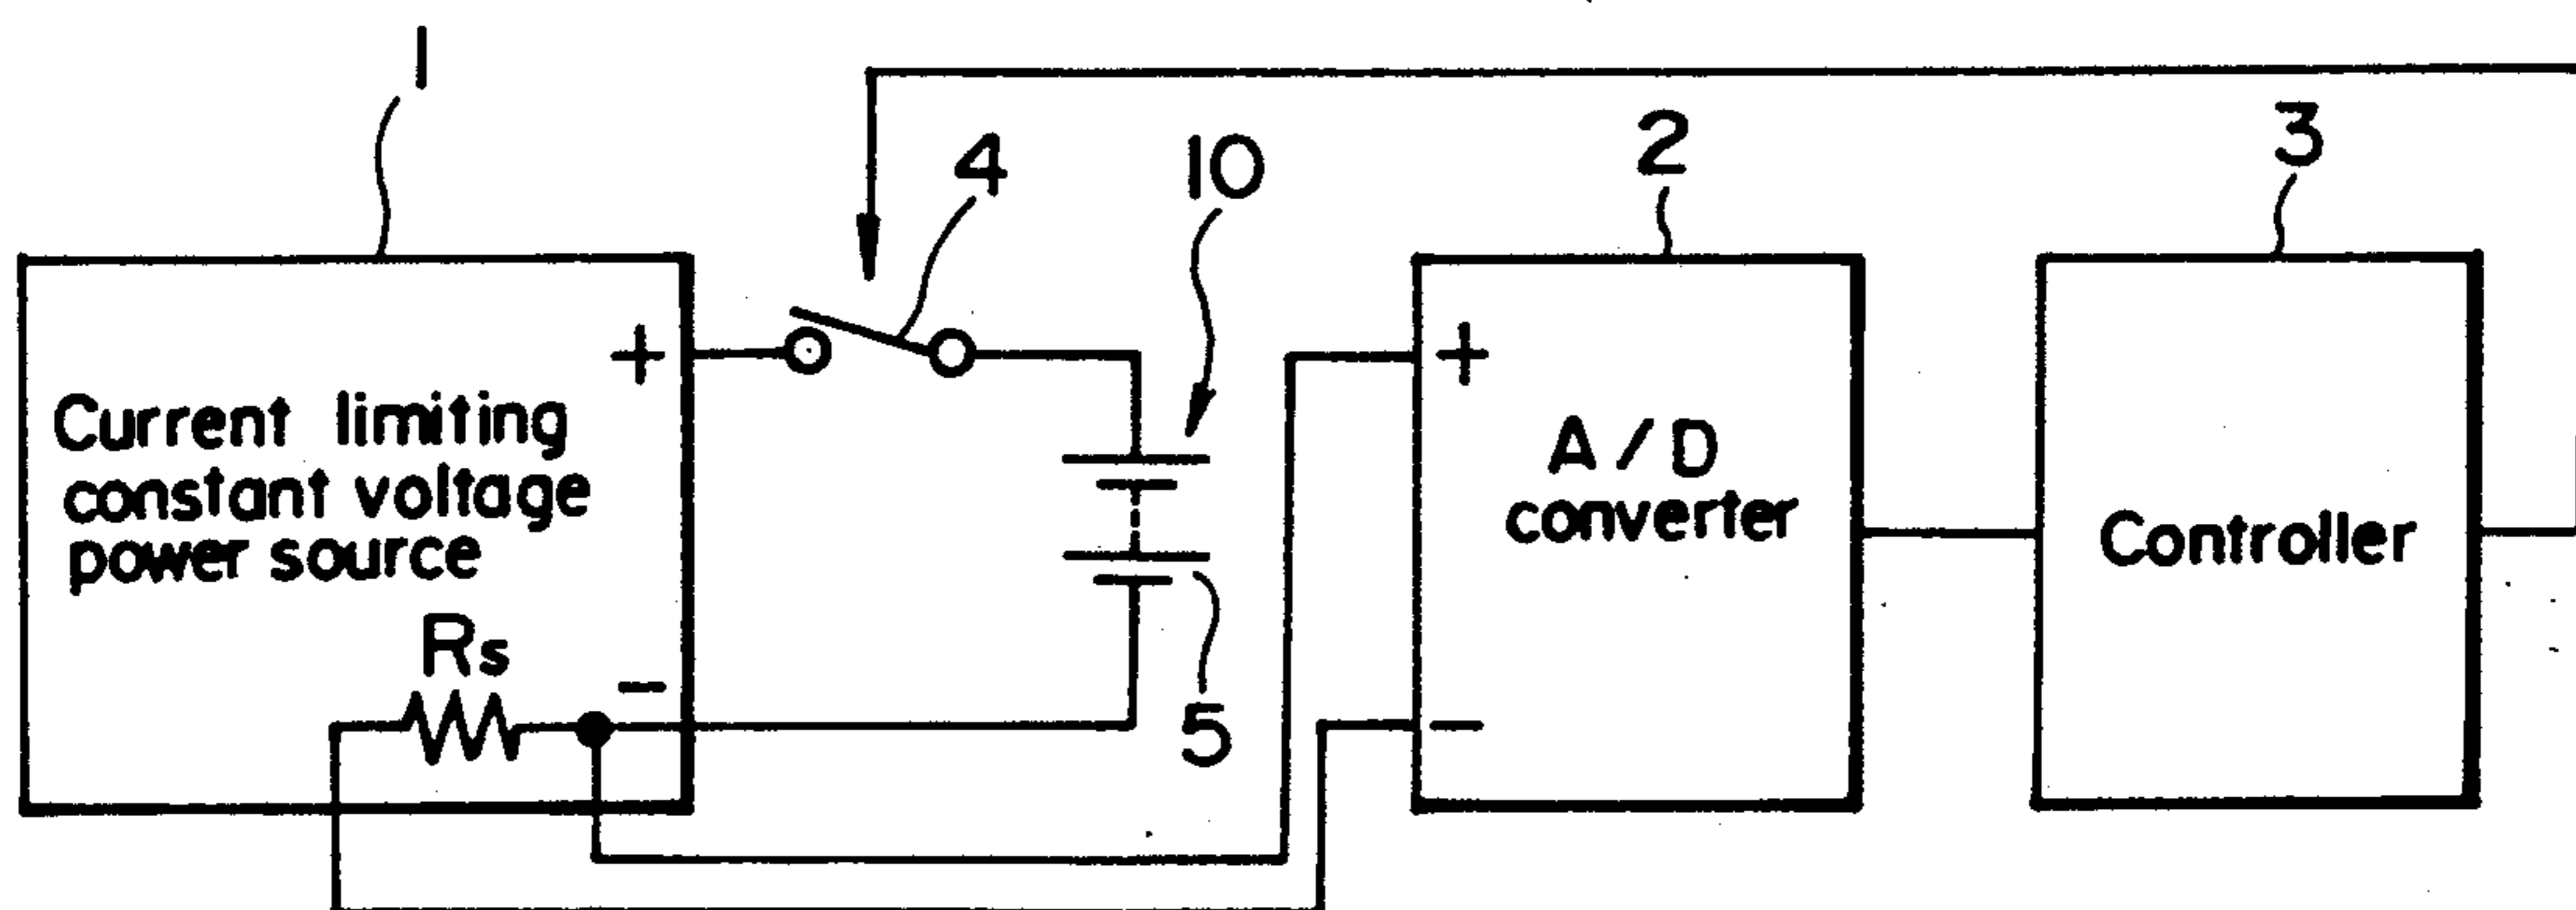 1
4
10
2
3
+
Current limiting
constant voltage
power source
Rs
-
5
+
A/D
converter
-
Controller